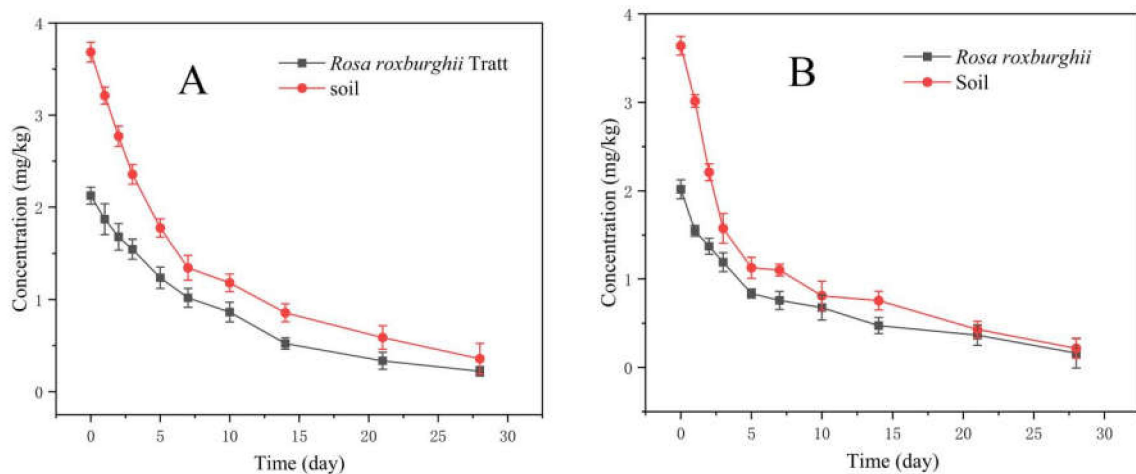 A
Rosa roxburghii Tratt
soil
Concentration (mg/kg)
4
3
2
1
0
0 5 10 15 20 25 30
Time (day)
B
Rosa roxburghii
Soil
Concentration (mg/kg)
4
3
2
1
0
0 5 10 15 20 25 30
Time (day)